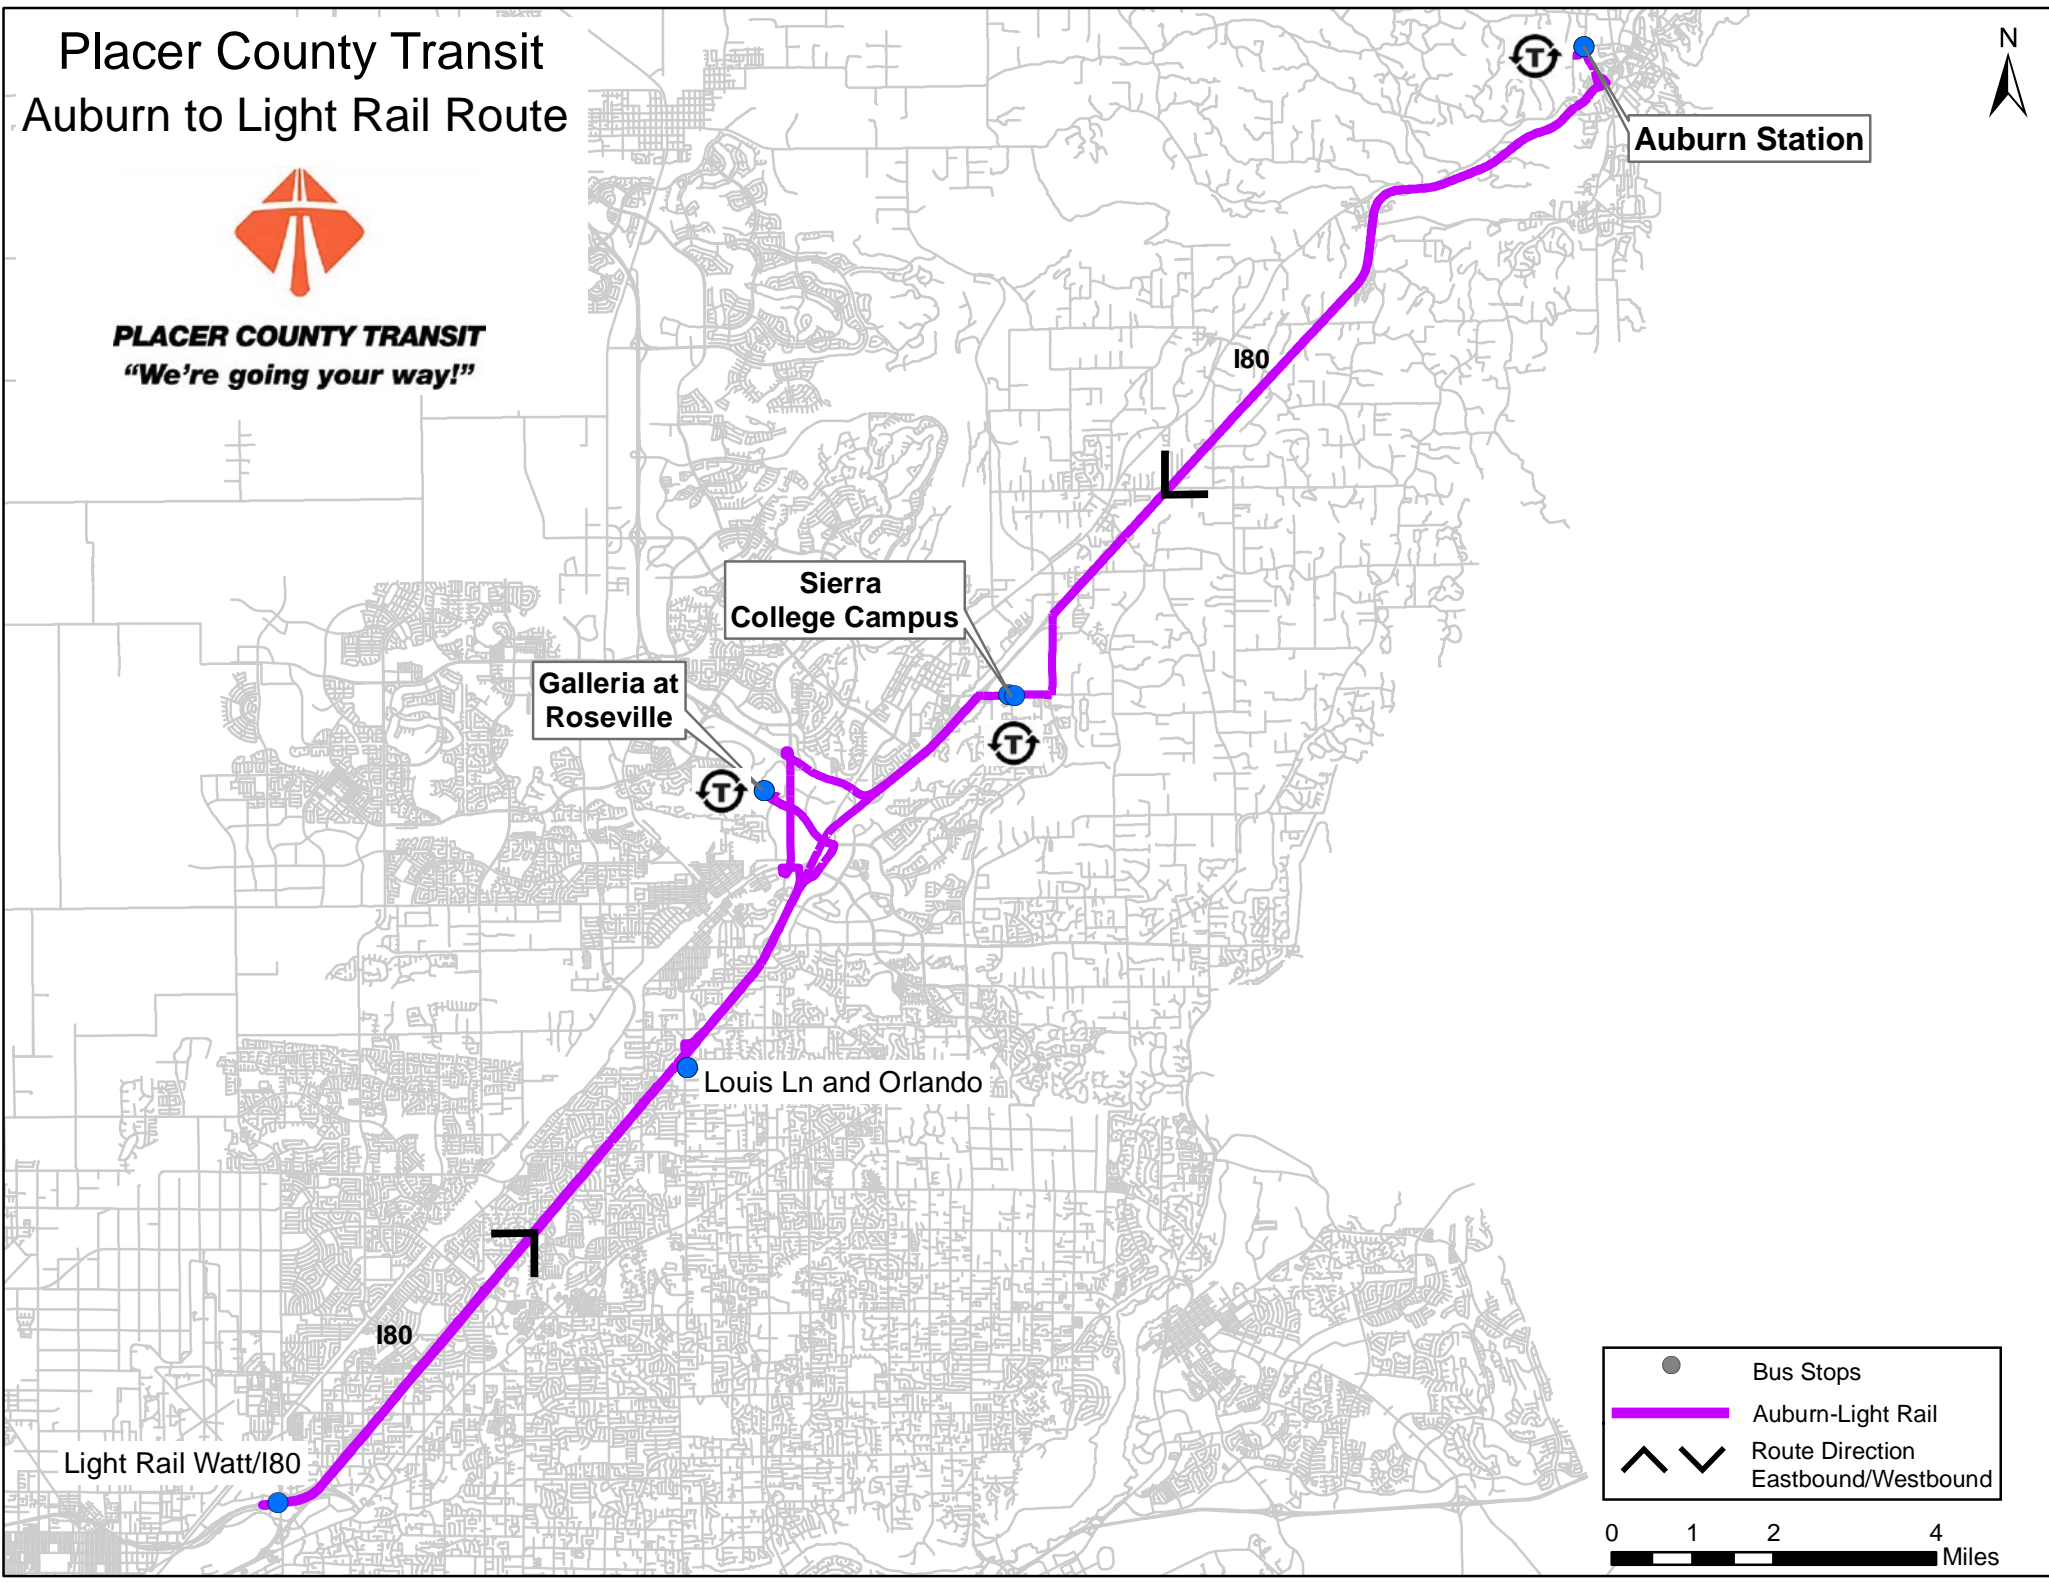 Placer County Transit
Auburn to Light Rail Route
PLACER COUNTY TRANSIT
“We’re going your way!”
N
T
Auburn Station
I80
Sierra
College Campus
Galleria at
Roseville
T
T
Louis Ln and Orlando
I80
Light Rail Watt/I80
Bus Stops
Auburn-Light Rail
Route Direction
Eastbound/Westbound
0 1 2 4
Miles